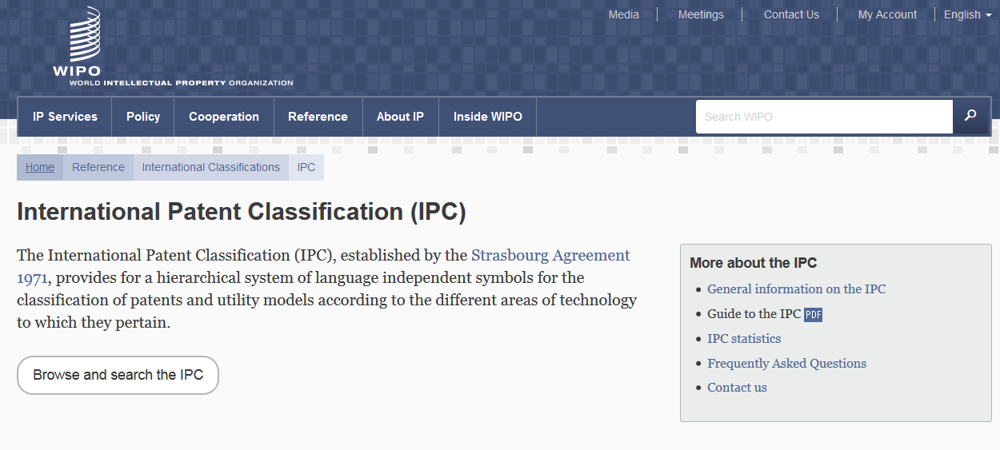 Media
Meetings
Contact Us
My Account
English
WIPO
WORLD INTELLECTUAL PROPERTY ORGANIZATION
IP Services
Policy
Cooperation
Reference
About IP
Inside WIPO
Search WIPO
Home
Reference
International Classifications
IPC
International Patent Classification (IPC)
The International Patent Classification (IPC), established by the Strasbourg Agreement
1971, provides for a hierarchical system of language independent symbols for the
classification of patents and utility models according to the different areas of technology
to which they pertain.
Browse and search the IPC
More about the IPC
General information on the IPC
Guide to the IPC PDF
IPC statistics
Frequently Asked Questions
Contact us